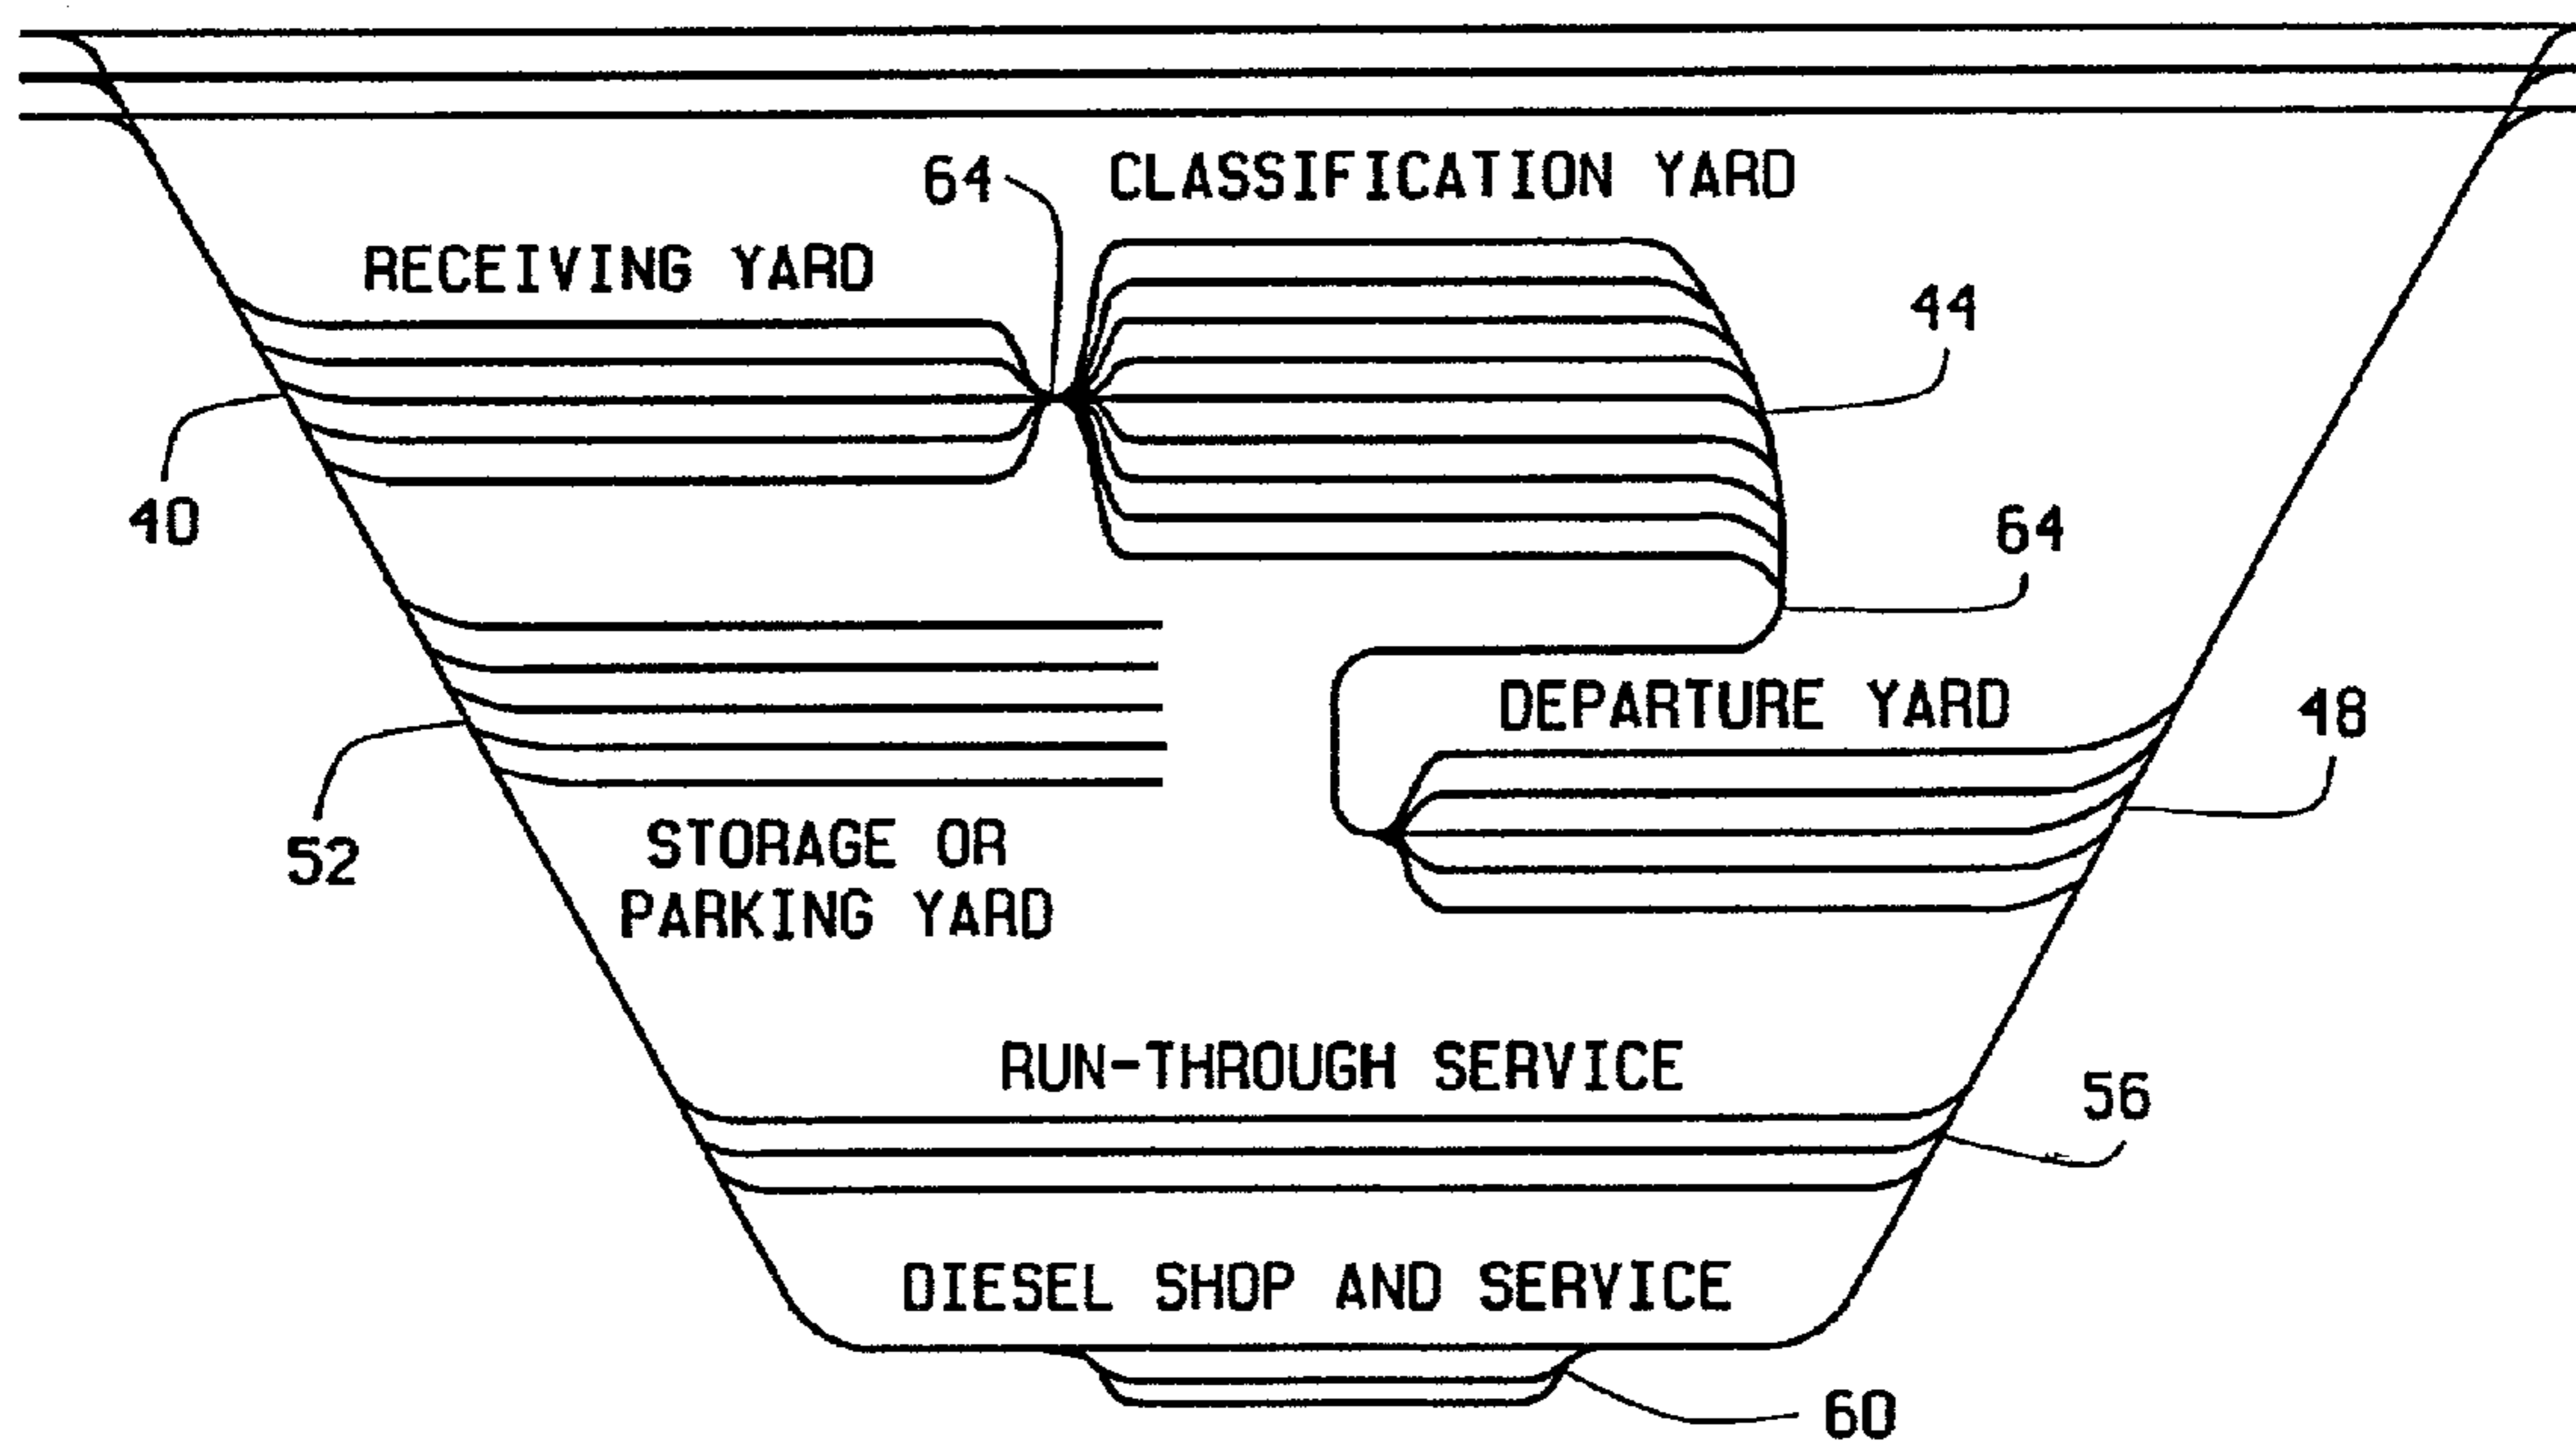 64
CLASSIFICATION YARD
RECEIVING YARD
44
40
64
DEPARTURE YARD
48
52
STORAGE OR
PARKING YARD
RUN-THROUGH SERVICE
56
DIESEL SHOP AND SERVICE
60